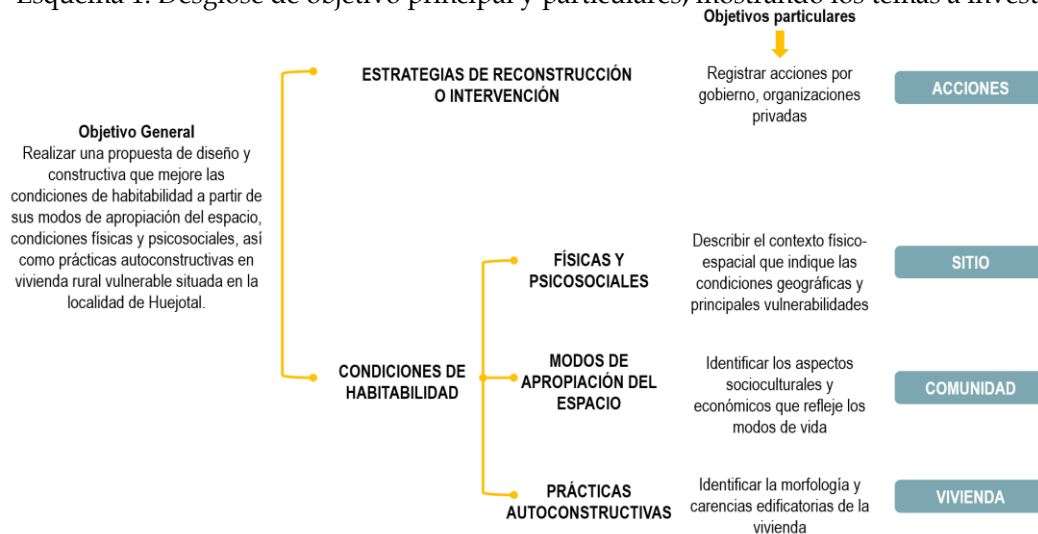 Esquema 1. Desglose de objetivo principal y particulares, mostrando los temas a invest
Objetivos particulares
Objetivo General
Realizar una propuesta de diseño y
constructiva que mejore las
condiciones de habitabilidad a partir de
sus modos de apropiación del espacio,
condiciones físicas y psicosociales, así
como prácticas autoconstructivas en
vivienda rural vulnerable situada en la
localidad de Huejotal.
ESTRATEGIAS DE RECONSTRUCCIÓN
O INTERVENCIÓN
Registrar acciones por
gobierno, organizaciones
privadas
ACCIONES
CONDICIONES DE
HABITABILIDAD
FÍSICAS Y
PSICOSOCIALES
Describir el contexto físico-
espacial que indique las
condiciones geográficas y
principales vulnerabilidades
SITIO
MODOS DE
APROPIACIÓN DEL
ESPACIO
Identificar los aspectos
socioculturales y
económicos que refleje los
modos de vida
COMUNIDAD
PRÁCTICAS
AUTOCONSTRUCTIVAS
Identificar la morfología y
carencias edificatorias de la
vivienda
VIVIENDA